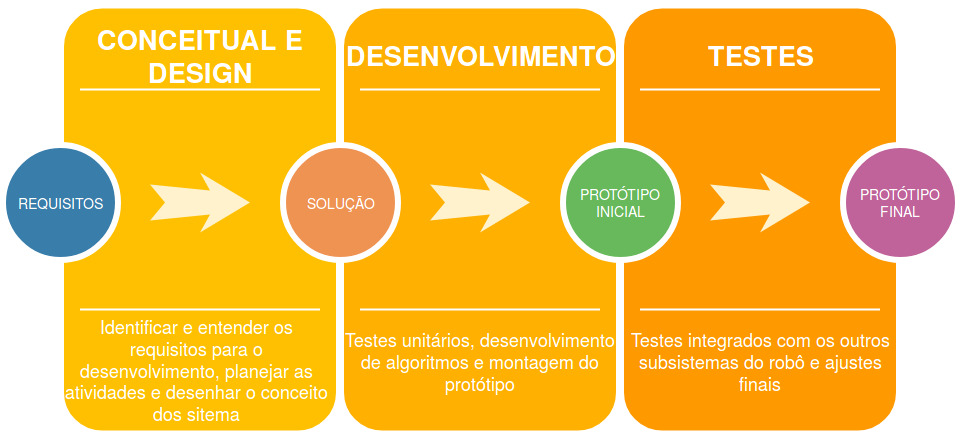 CONCEITUAL E
DESIGN
DESENVOLVIMENTO
TESTES
REQUISITOS
SOLUÇÃO
PROTÓTIPO
INICIAL
PROTÓTIPO
FINAL
Identificar e entender os
requisitos para o
desenvolvimento, planejar as
atividades e desenhar o conceito
dos sitema
Testes unitários, desenvolvimento
de algoritmos e montagem do
protótipo
Testes integrados com os outros
subsistemas do robô e ajustes
finais